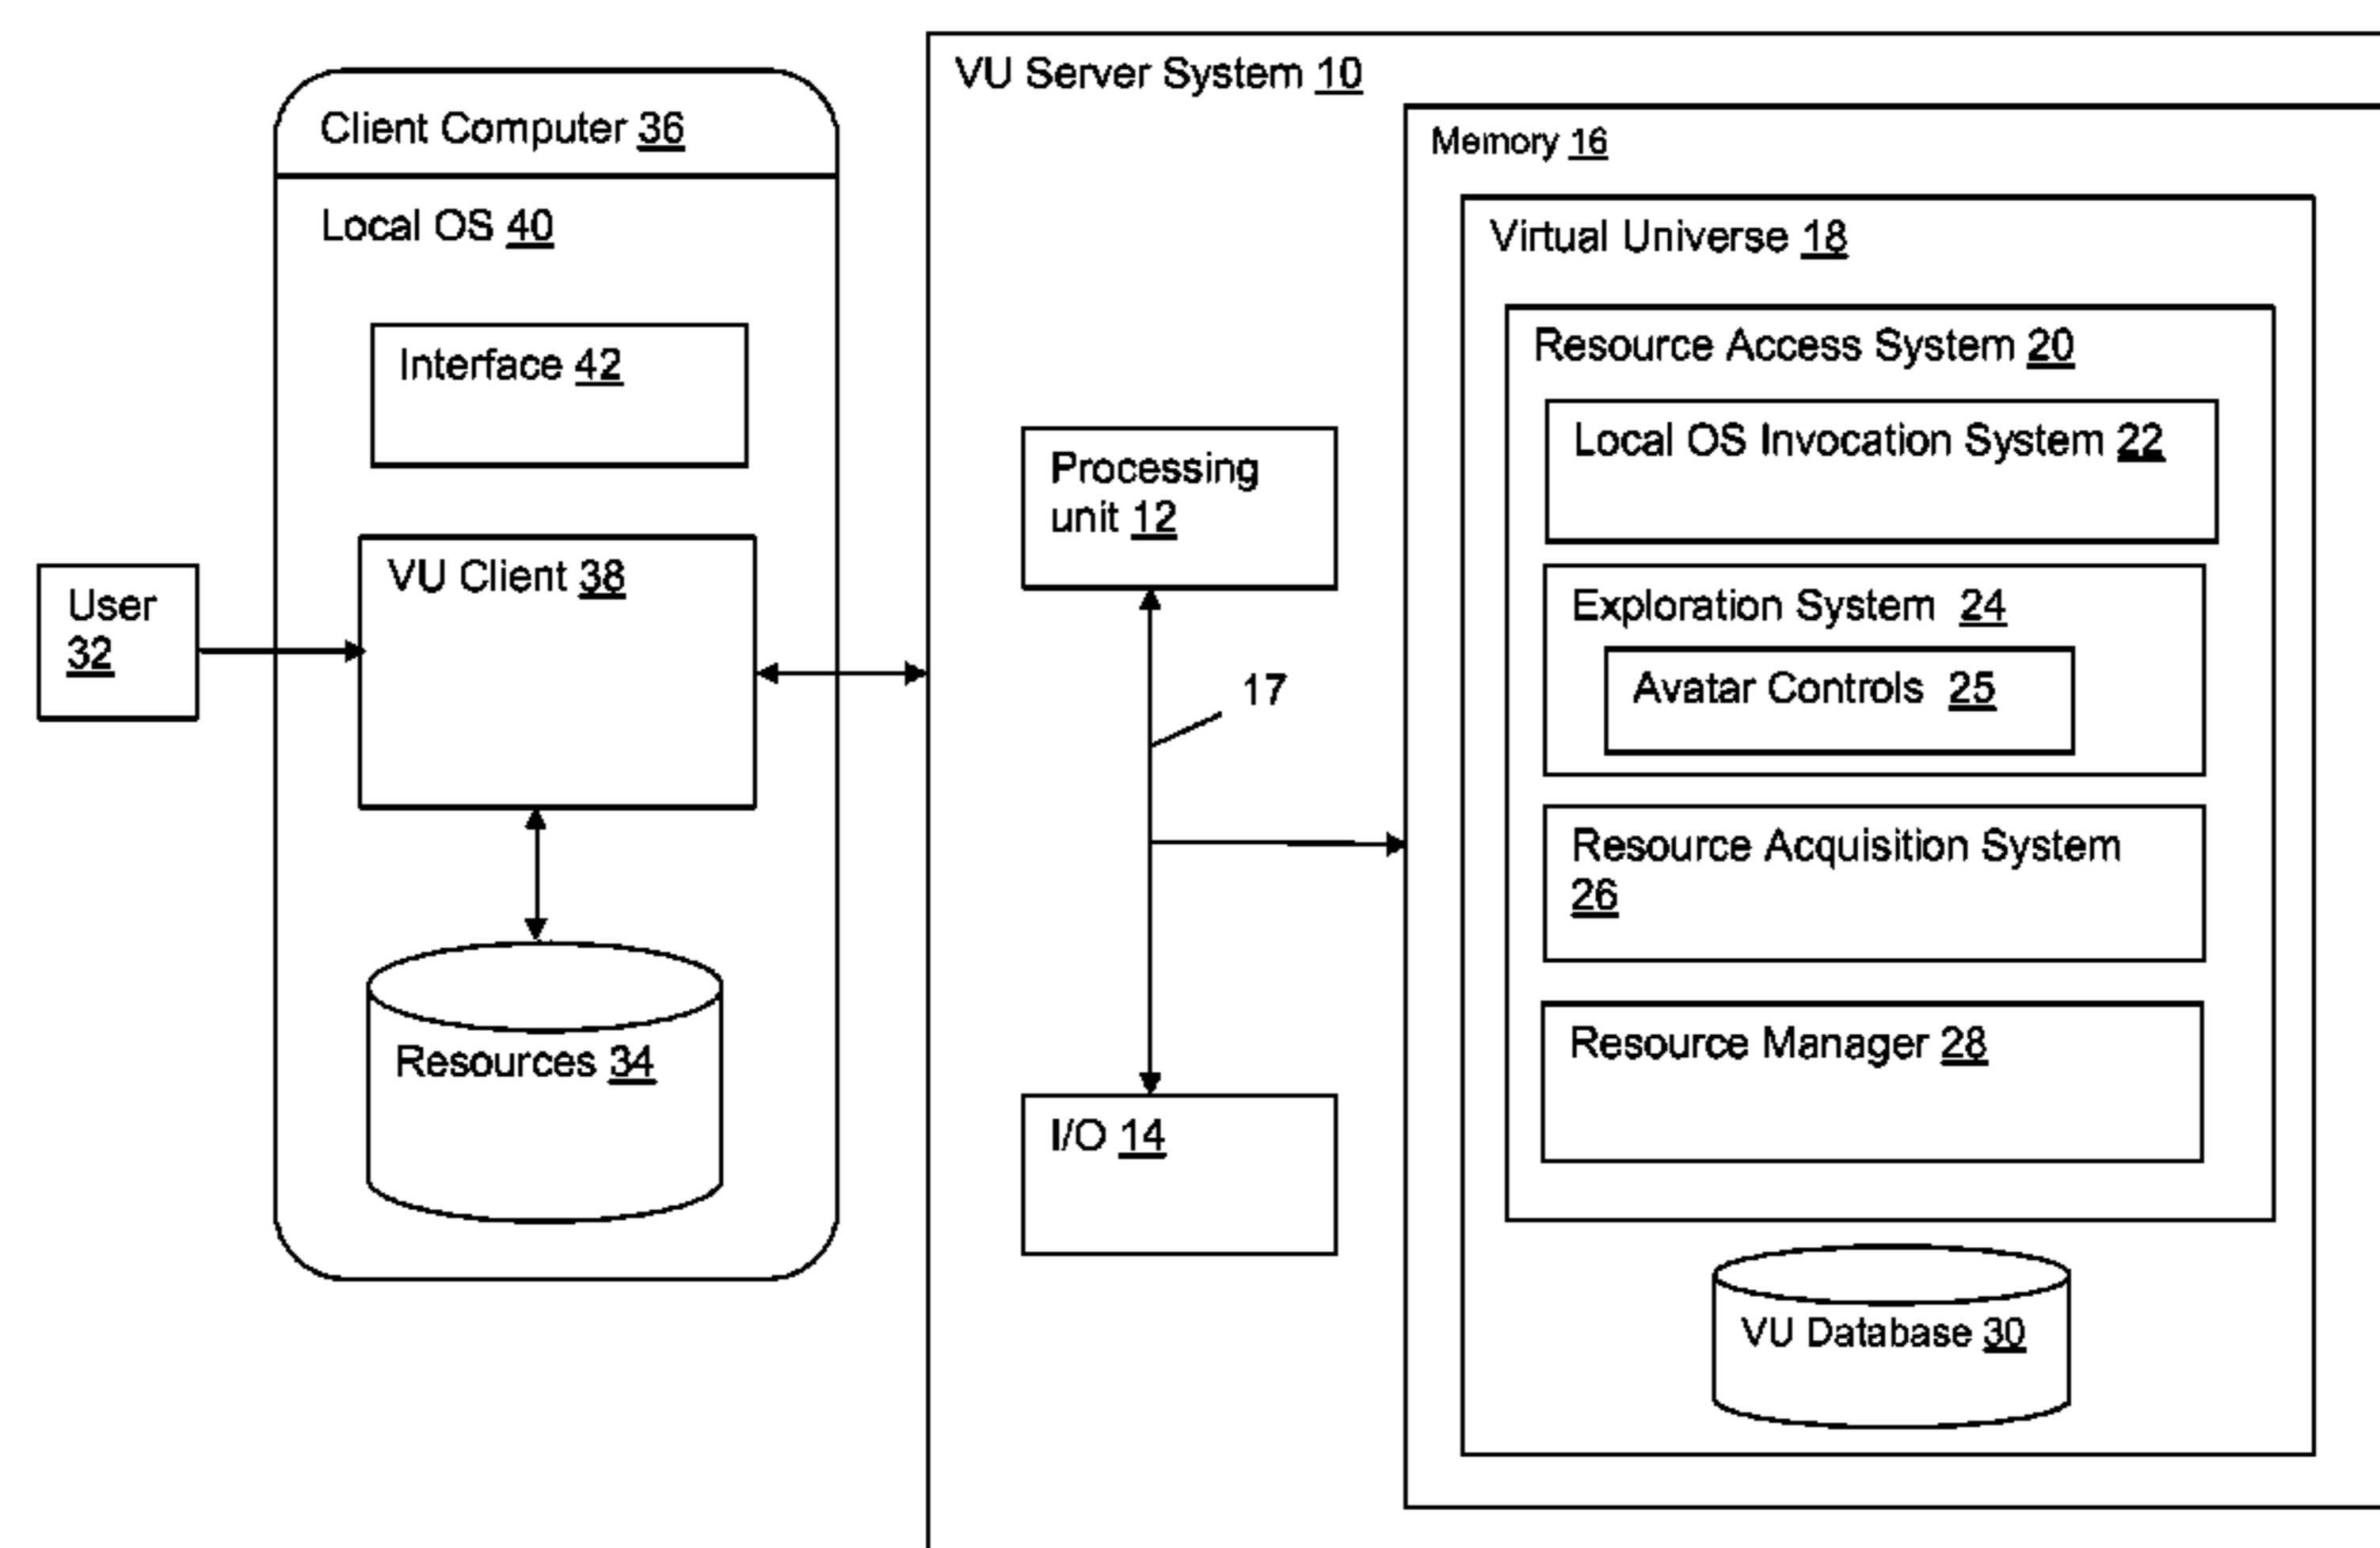 Client Computer 36
Local OS 40
Interface 42
User
32
VU Client 38
Resources 34
VU Server System 10
Processing
unit 12
17
I/O 14
Memory 16
Virtual Universe 18
Resource Access System 20
Local OS Invocation System 22
Exploration System 24
Avatar Controls 25
Resource Acquisition System
26
Resource Manager 28
VU Database 30